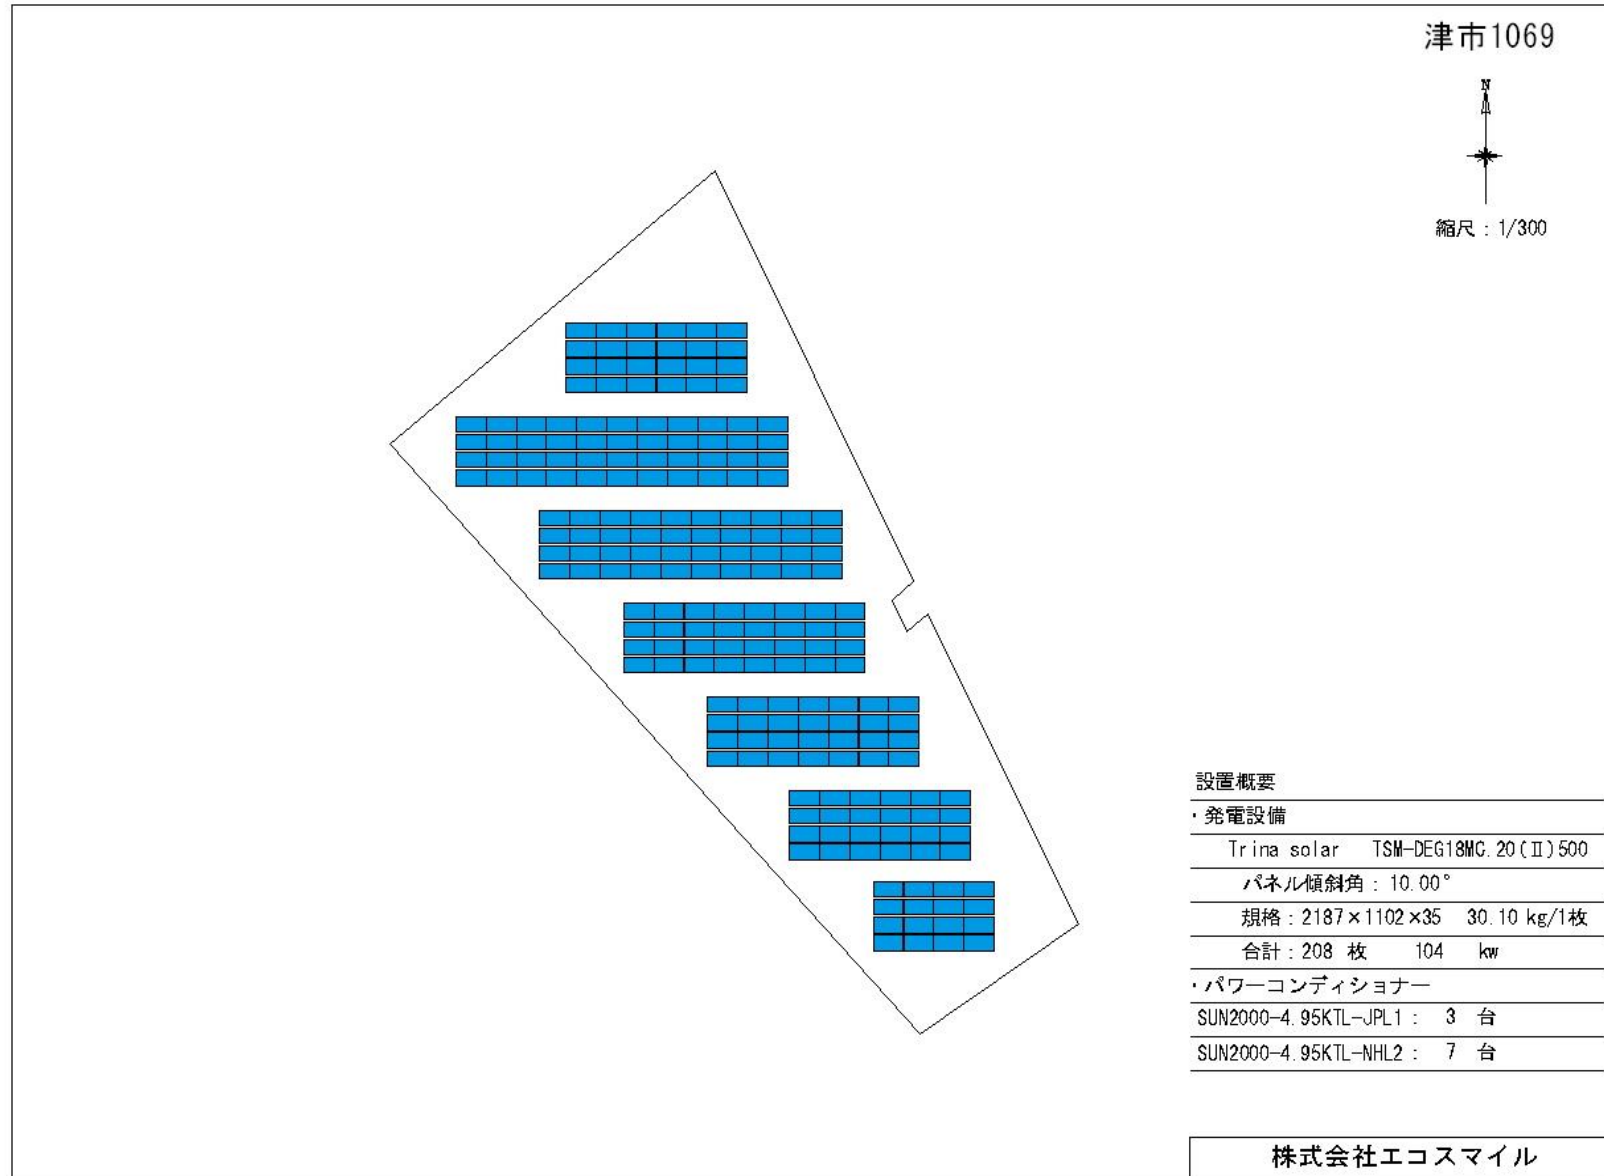 津市1069
N
縮尺：1/300
設置概要
・発電設備
Trina solar TSM-DEG18MC.20(Ⅱ)500
パネル傾斜角：10.00°
規格：2187×1102×35 30.10 kg/1枚
合計：208 枚 104 kw
・パワーコンディショナー
SUN2000-4.95KTL-JPL1： 3 台
SUN2000-4.95KTL-NHL2： 7 台
株式会社エコスマイル